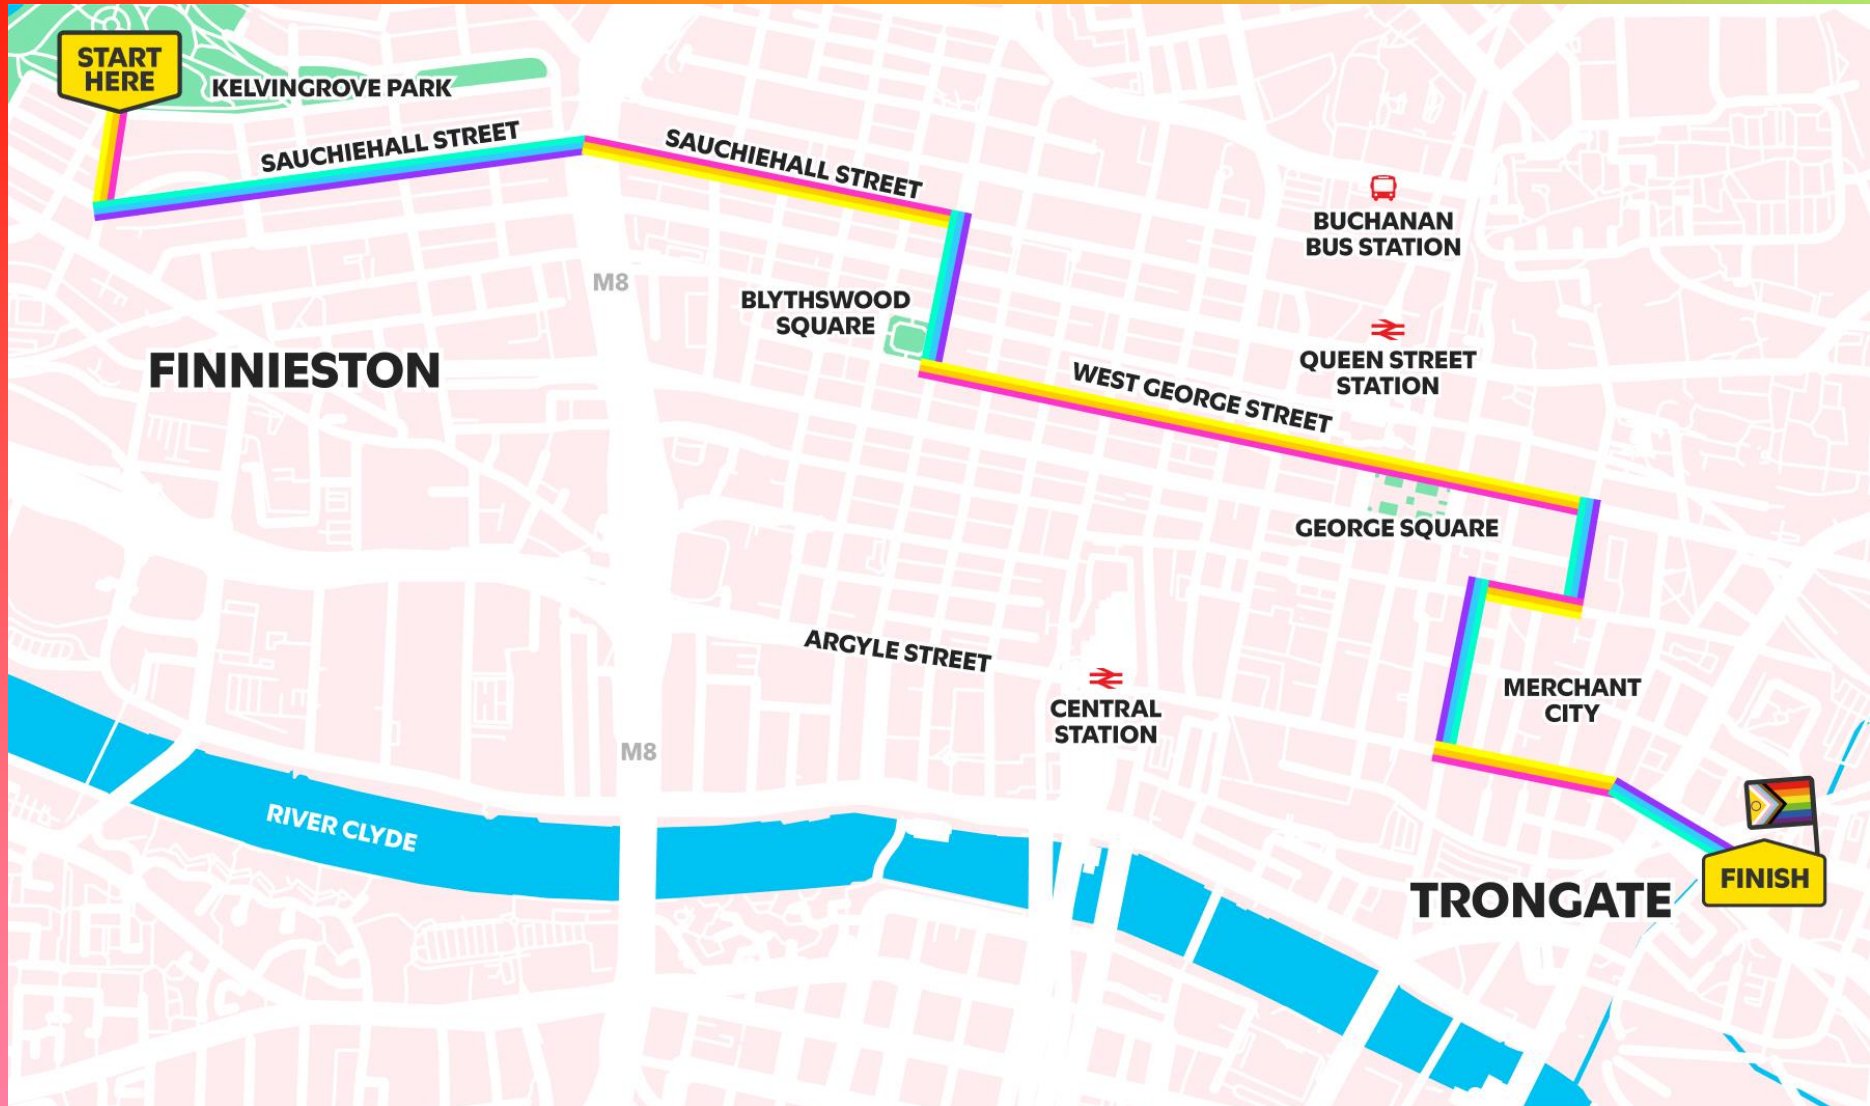 START
HERE
KELVINGROVE PARK
SAUCHIEHALL STREET
SAUCHIEHALL STREET
BUCHANAN
BUS STATION
M8
BLYTHSWOOD
SQUARE
QUEEN STREET
STATION
FINNIESTON
WEST GEORGE STREET
GEORGE SQUARE
ARGYLE STREET
MERCHANT
CITY
CENTRAL
STATION
M8
RIVER CLYDE
FINISH
TRONGATE